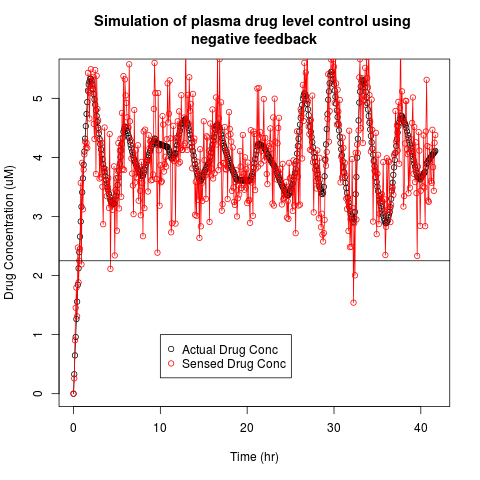 Simulation of plasma drug level control using
negative feedback
Drug Concentration (uM)
5
4
3
2
1
0
Actual Drug Conc
Sensed Drug Conc
0 10 20 30 40
Time (hr)